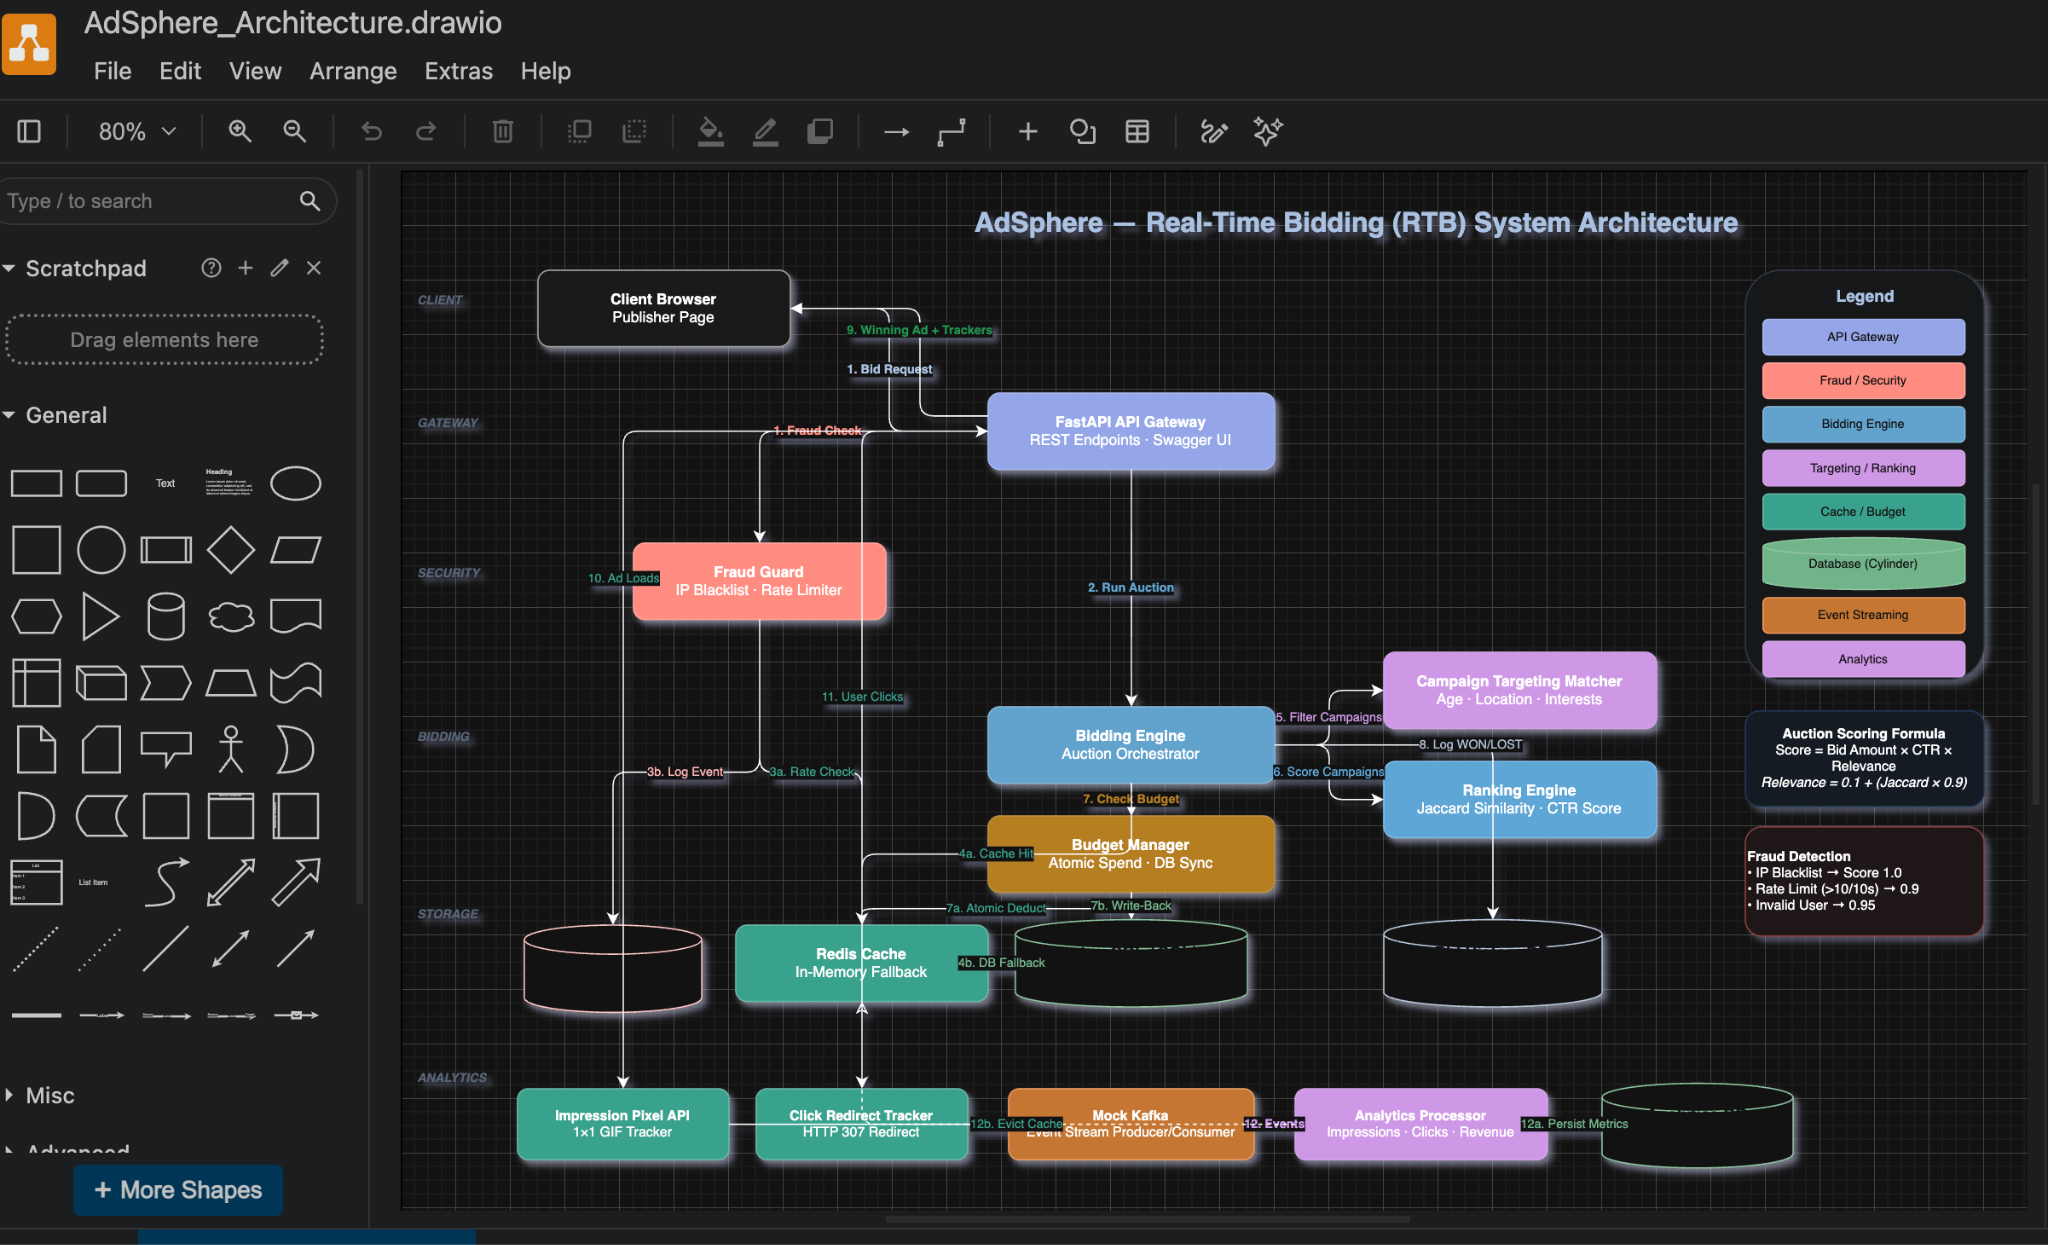 AdSphere_Architecture.drawio
File Edit View Arrange Extras Help
80%
Type / to search
Scratchpad
Drag elements here
General
Text
Heading
List Item
Misc
Advanced
+ More Shapes
AdSphere — Real-Time Bidding (RTB) System Architecture
CLIENT
Client Browser
Publisher Page
9. Winning Ad + Trackers
1. Bid Request
GATEWAY
FastAPI API Gateway
REST Endpoints · Swagger UI
1. Fraud Check
SECURITY
Fraud Guard
IP Blacklist · Rate Limiter
10. Ad Loads
2. Run Auction
11. User Clicks
Campaign Targeting Matcher
Age · Location · Interests
5. Filter Campaigns
BIDDING
Bidding Engine
Auction Orchestrator
8. Log WON/LOST
3b. Log Event
3a. Rate Check
6. Score Campaigns
Ranking Engine
Jaccard Similarity · CTR Score
7. Check Budget
Budget Manager
Atomic Spend · DB Sync
4a. Cache Hit
STORAGE
7a. Atomic Deduct
7b. Write-Back
Redis Cache
In-Memory Fallback
4b. DB Fallback
ANALYTICS
Impression Pixel API
1×1 GIF Tracker
Click Redirect Tracker
HTTP 307 Redirect
12b. Evict Cache
Mock Kafka
Event Stream Producer/Consumer
12. Events
Analytics Processor
Impressions · Clicks · Revenue
12a. Persist Metrics
Legend
API Gateway
Fraud / Security
Bidding Engine
Targeting / Ranking
Cache / Budget
Database (Cylinder)
Event Streaming
Analytics
Auction Scoring Formula
Score = Bid Amount × CTR ×
Relevance
Relevance = 0.1 + (Jaccard × 0.9)
Fraud Detection
• IP Blacklist → Score 1.0
• Rate Limit (>10/10s) → 0.9
• Invalid User → 0.95